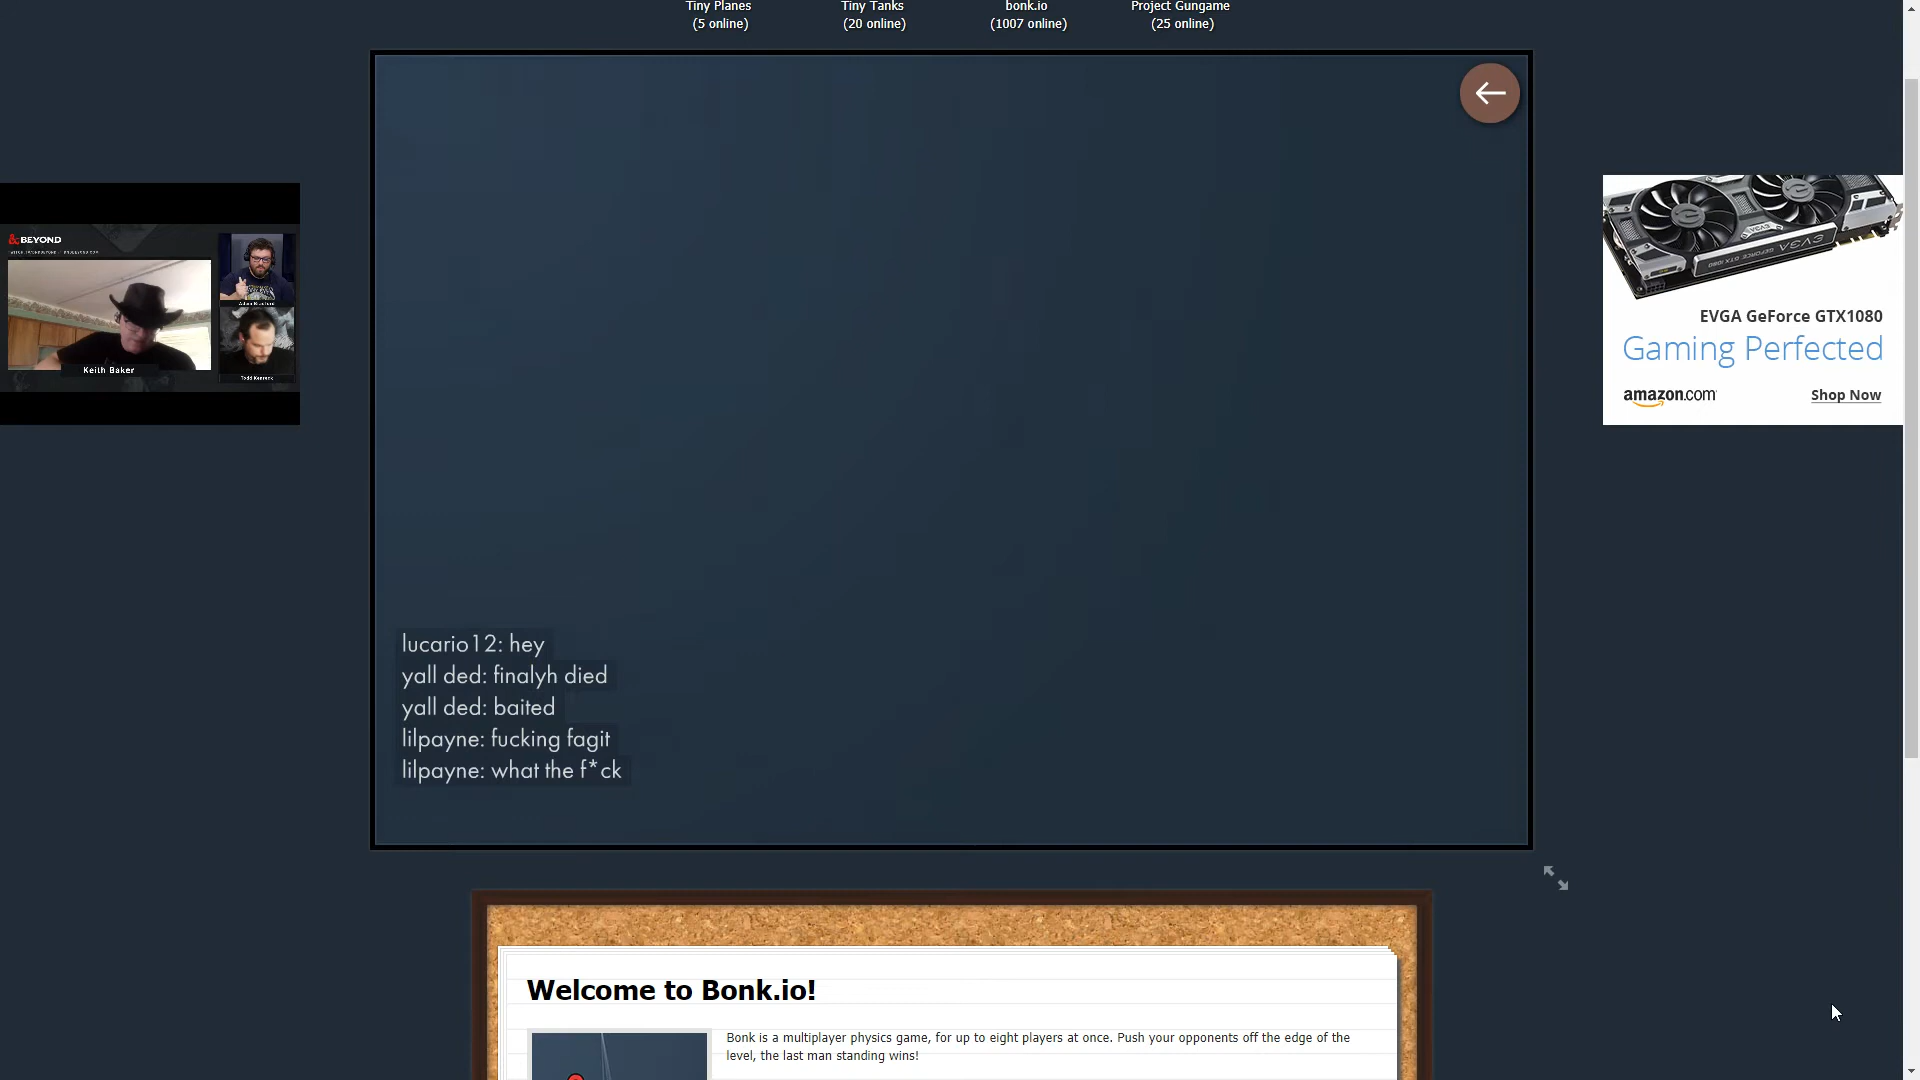 Tiny Planes
(5 online)
Tiny Tanks
(20 online)
bonk.io
(1007 online)
Project Gungame
(25 online)
BEYOND
Keith Baker
lucario12: hey
yall ded: finalyh died
yall ded: baited
lilpayne: fucking fagit
lilpayne: what the f*ck
EVGA
EVGA GeForce GTX1080
Gaming Perfected
amazon.com
Shop Now
Welcome to Bonk.io!
Bonk is a multiplayer physics game, for up to eight players at once. Push your opponents off the edge of the
level, the last man standing wins!